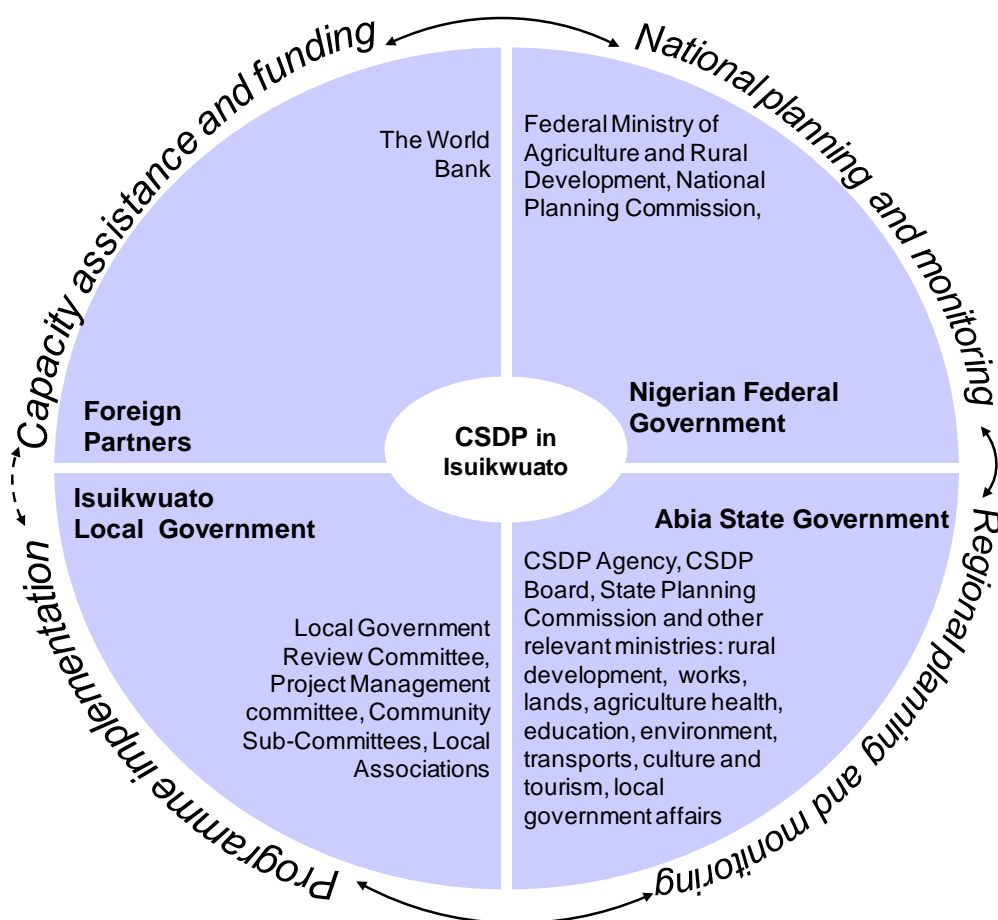 Capacity assistance and funding
National planning and monitoring
The World
Bank
Federal Ministry of
Agriculture and Rural
Development, National
Planning Commission,
Foreign
Partners
Nigerian Federal
Government
CSDP in
Isuikwuato
Isuikwuato
Local Government
Abia State Government
Local Government
Review Committee,
Project Management
committee, Community
Sub-Committees, Local
Associations
CSDP Agency, CSDP
Board, State Planning
Commission and other
relevant ministries: rural
development, works,
lands, agriculture health,
education, environment,
transports, culture and
tourism, local
government affairs
Programme implementation
Regional planning and monitoring